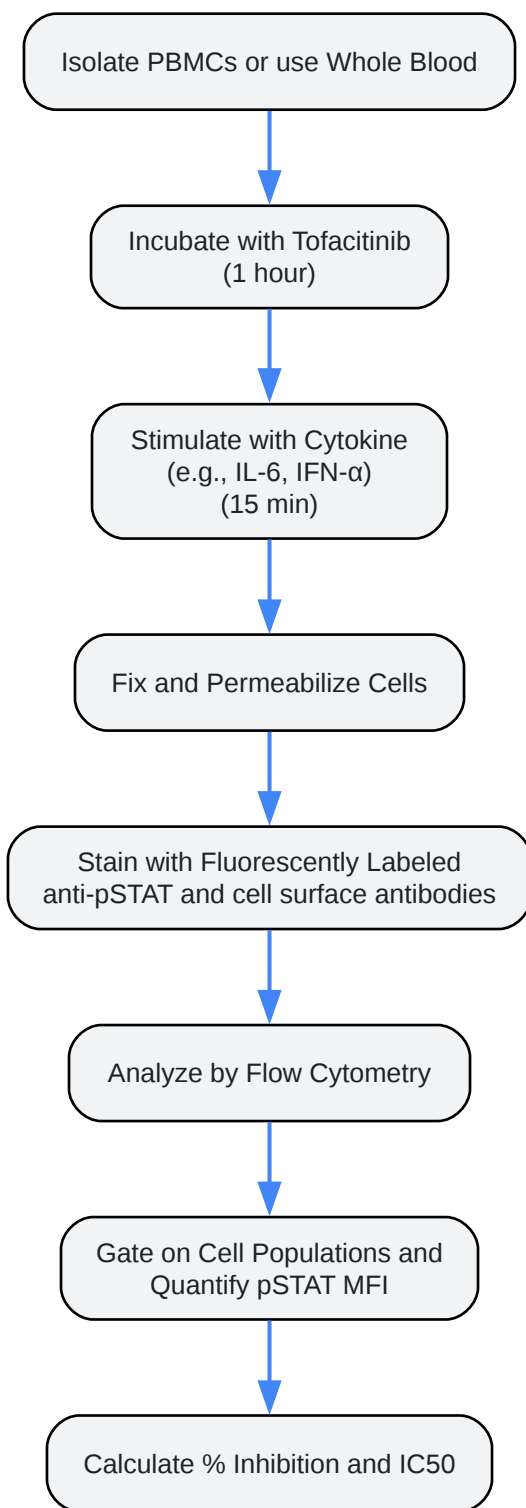 Isolate PBMCs or use Whole Blood
Incubate with Tofacitinib
(1 hour)
Stimulate with Cytokine
(e.g., IL-6, IFN-α)
(15 min)
Fix and Permeabilize Cells
Stain with Fluorescently Labeled
anti-pSTAT and cell surface antibodies
Analyze by Flow Cytometry
Gate on Cell Populations and
Quantify pSTAT MFI
Calculate % Inhibition and IC50